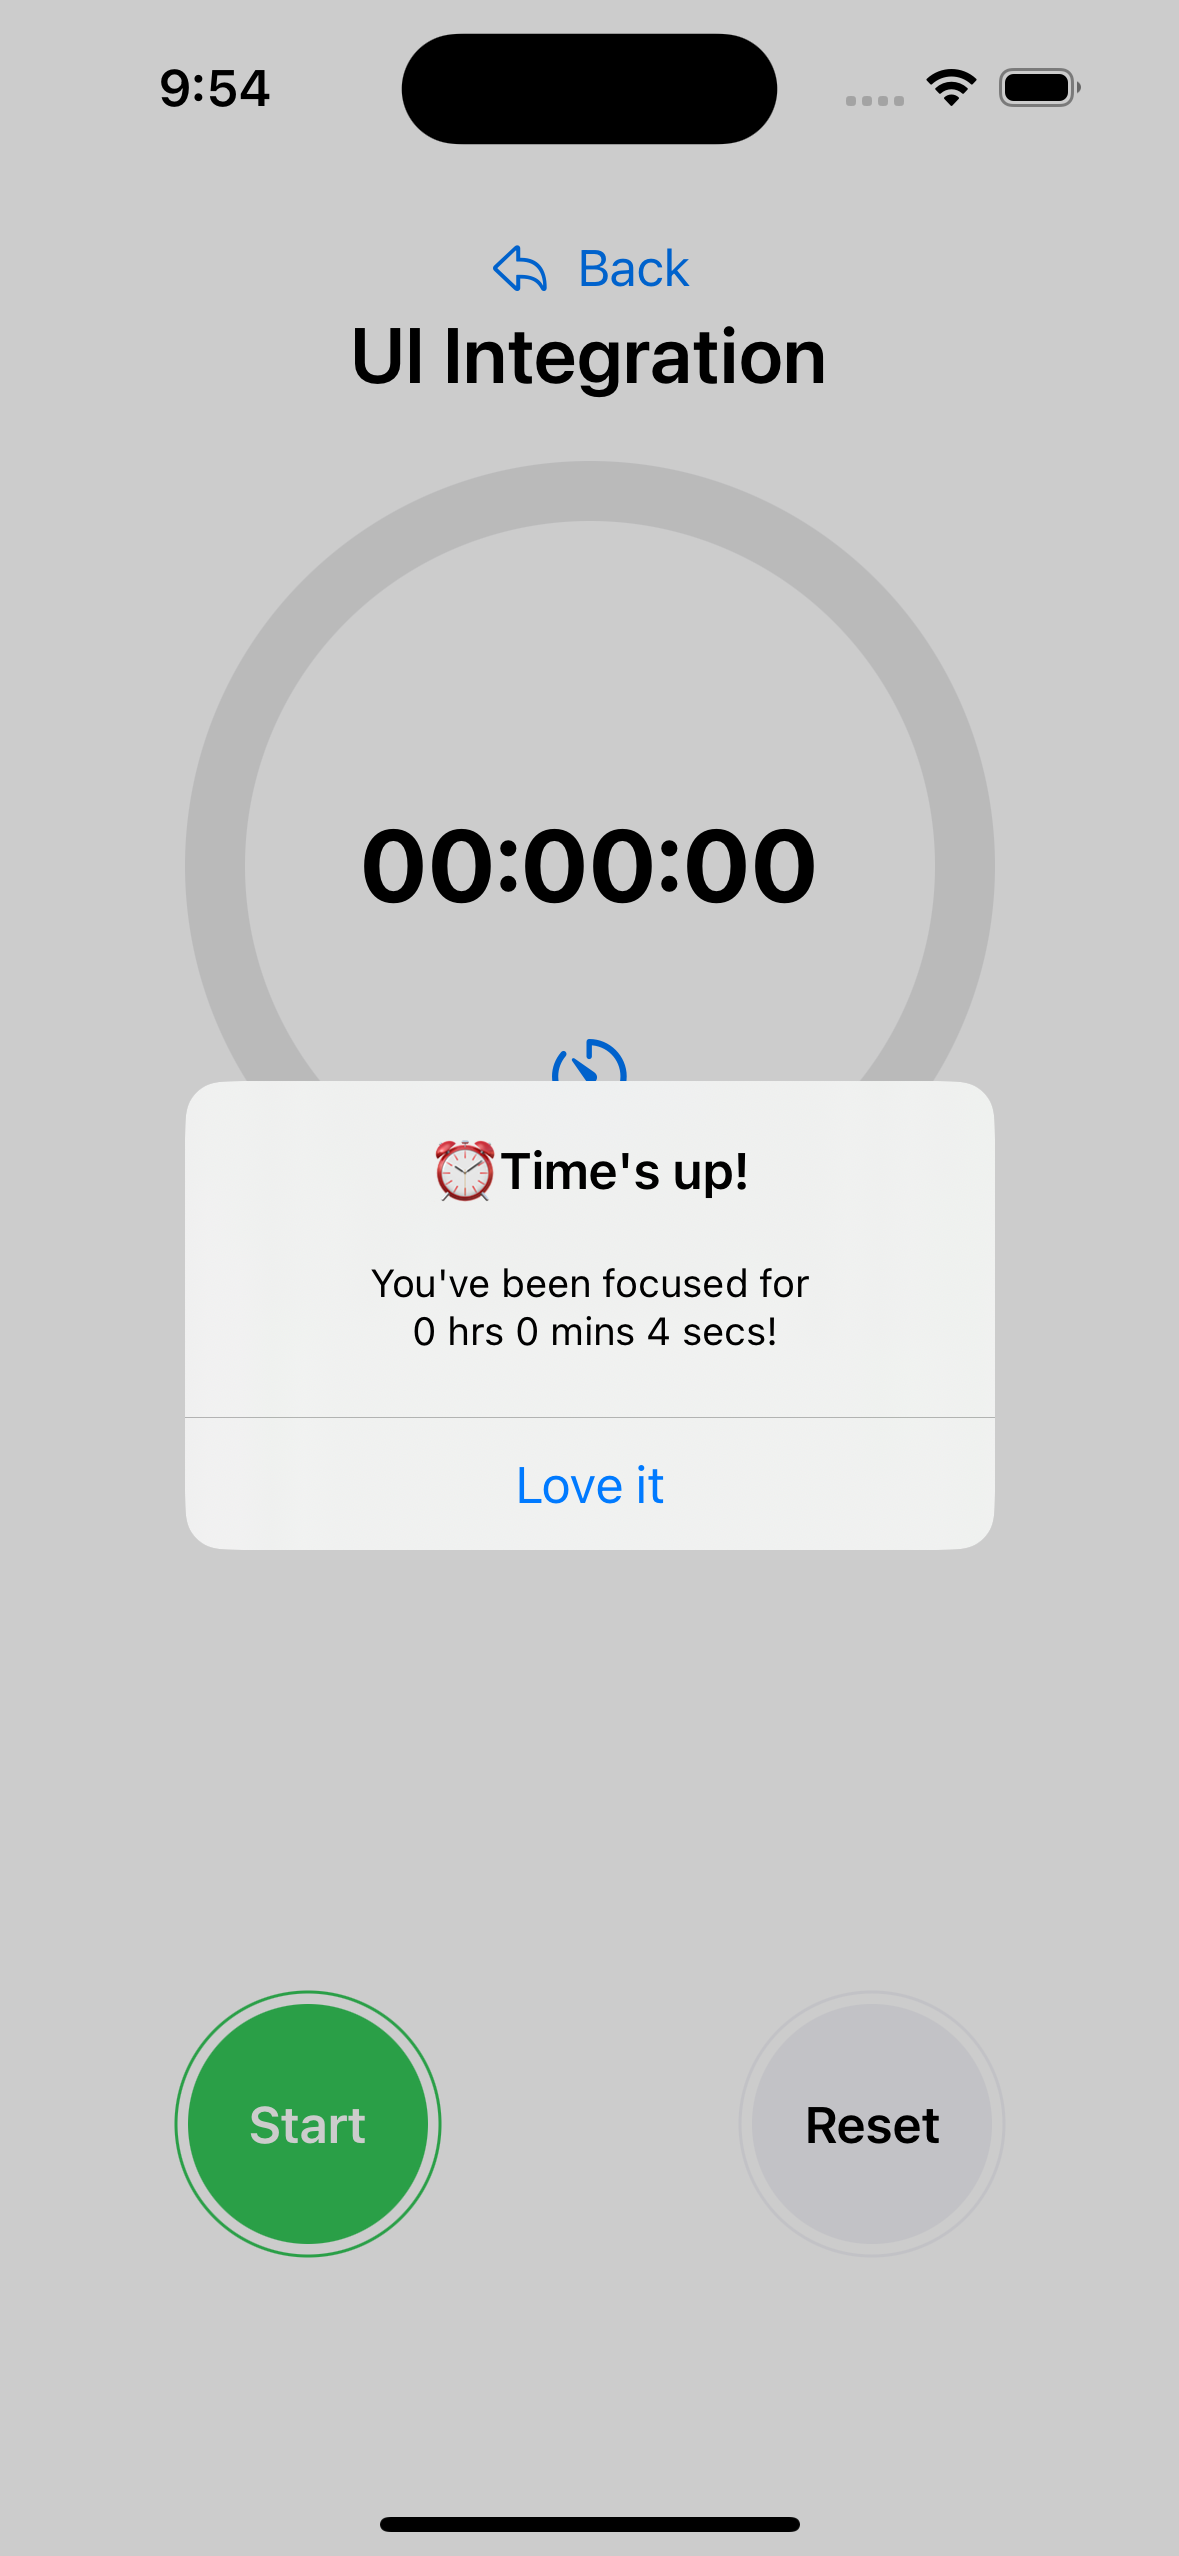 9:54
Back
UI Integration
00:00:00
⏰Time's up!
You've been focused for
0 hrs 0 mins 4 secs!
Love it
Start
Reset